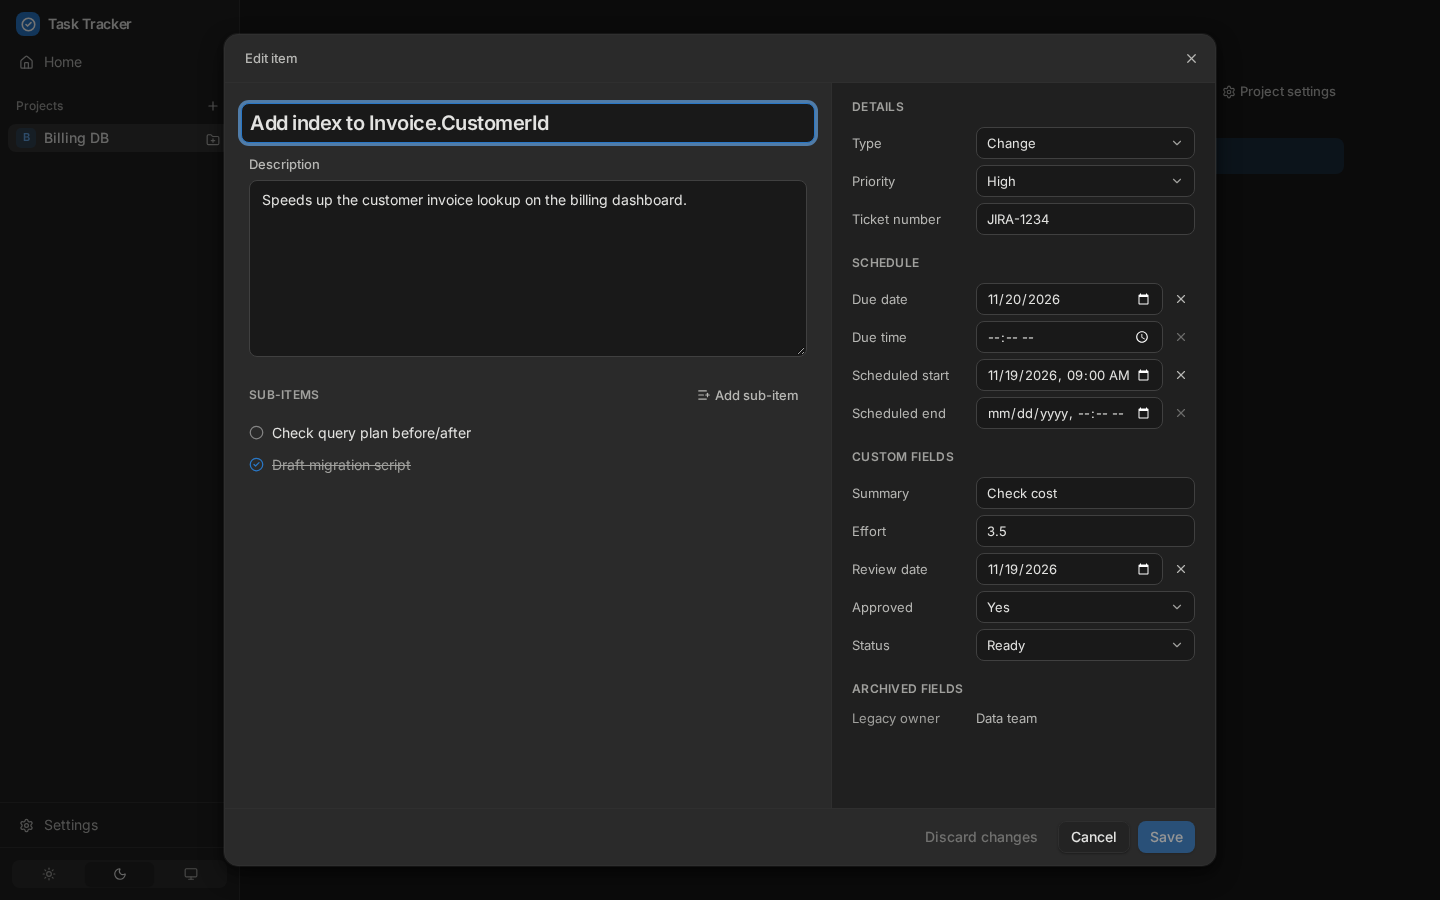 Task Tracker
Home
Projects
B Billing DB
Settings
Project settings
Edit item
Add index to Invoice.CustomerId
Description
Speeds up the customer invoice lookup on the billing dashboard.
SUB-ITEMS
Add sub-item
Check query plan before/after
Draft migration script
DETAILS
Type Change
Priority High
Ticket number JIRA-1234
SCHEDULE
Due date 11/20/2026
Due time --:-- --
Scheduled start 11/19/2026, 09:00 AM
Scheduled end mm/dd/yyyy, --:-- --
CUSTOM FIELDS
Summary Check cost
Effort 3.5
Review date 11/19/2026
Approved Yes
Status Ready
ARCHIVED FIELDS
Legacy owner Data team
Discard changes Cancel Save